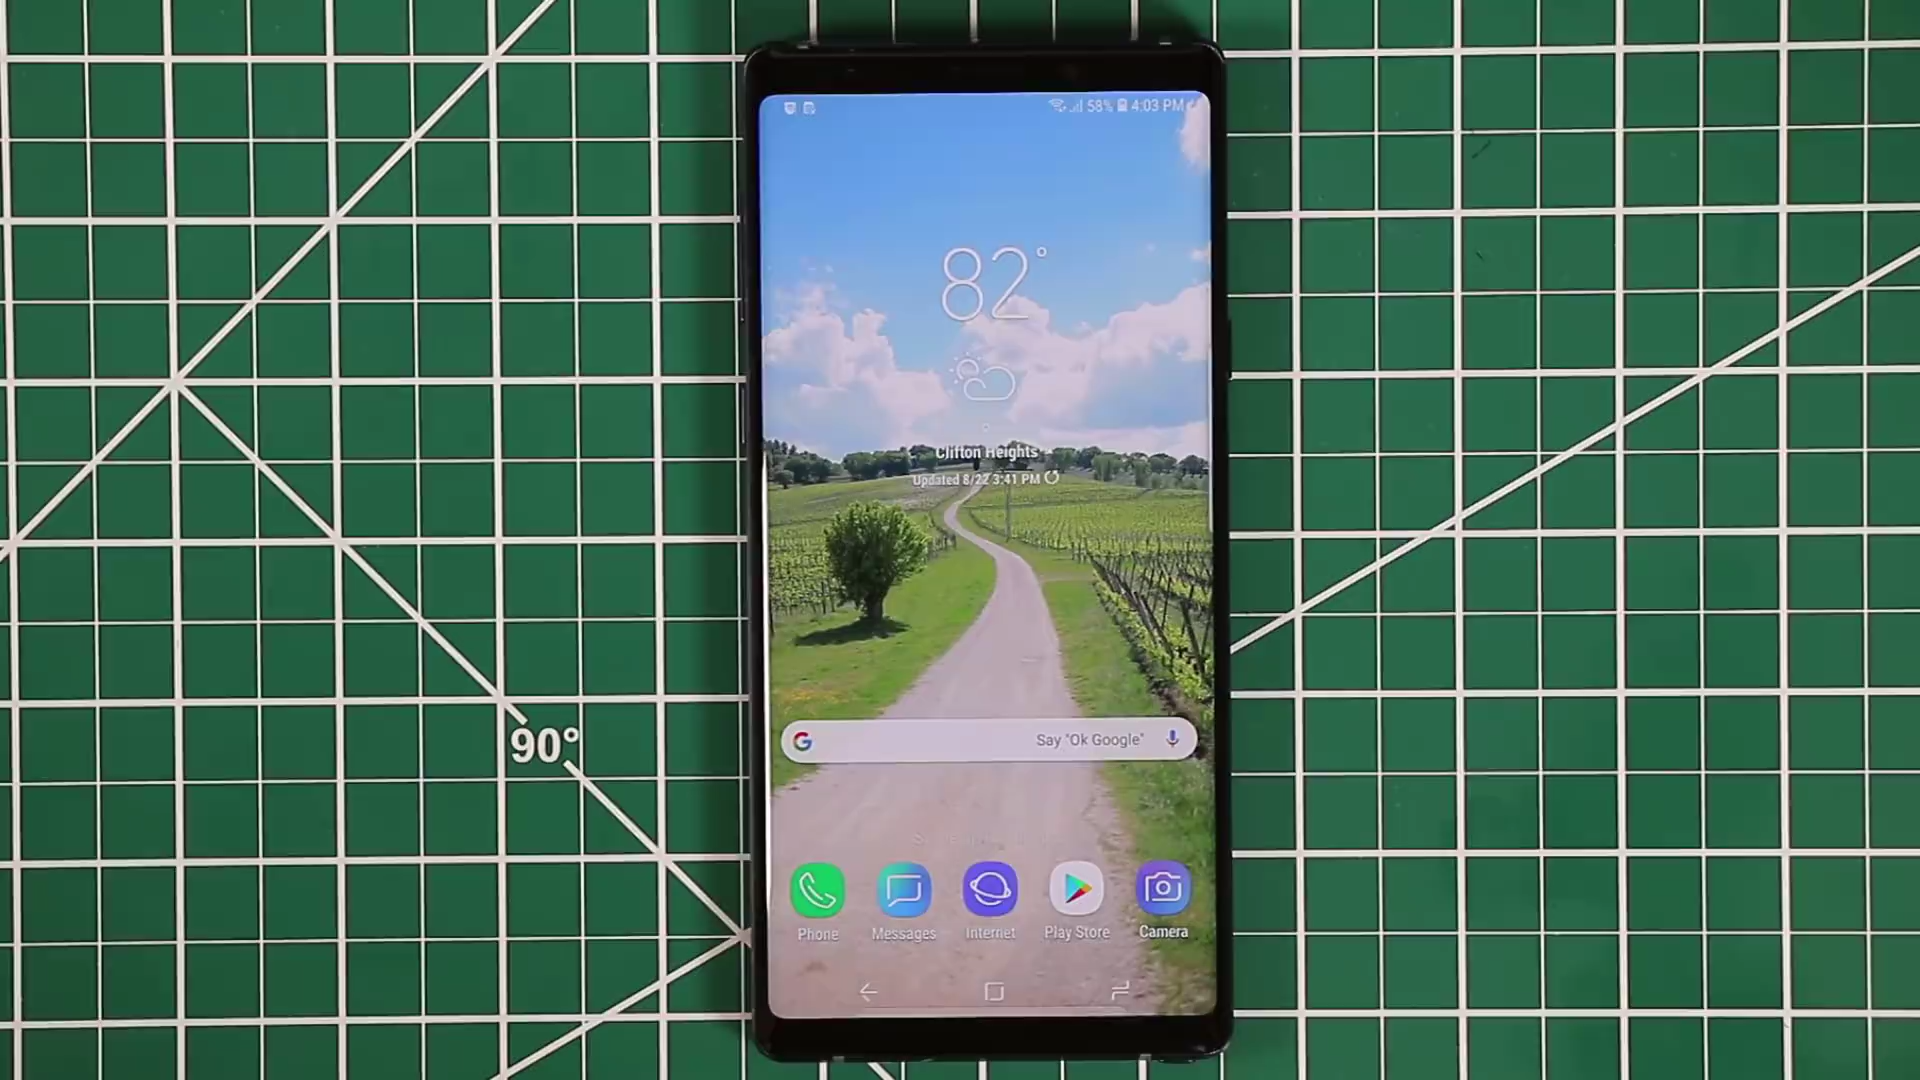 58% 4:03 PM
82°
Clifton Heights
Updated 8/22 3:41 PM
Say "Ok Google"
Phone Messages Internet Play Store Camera
90°